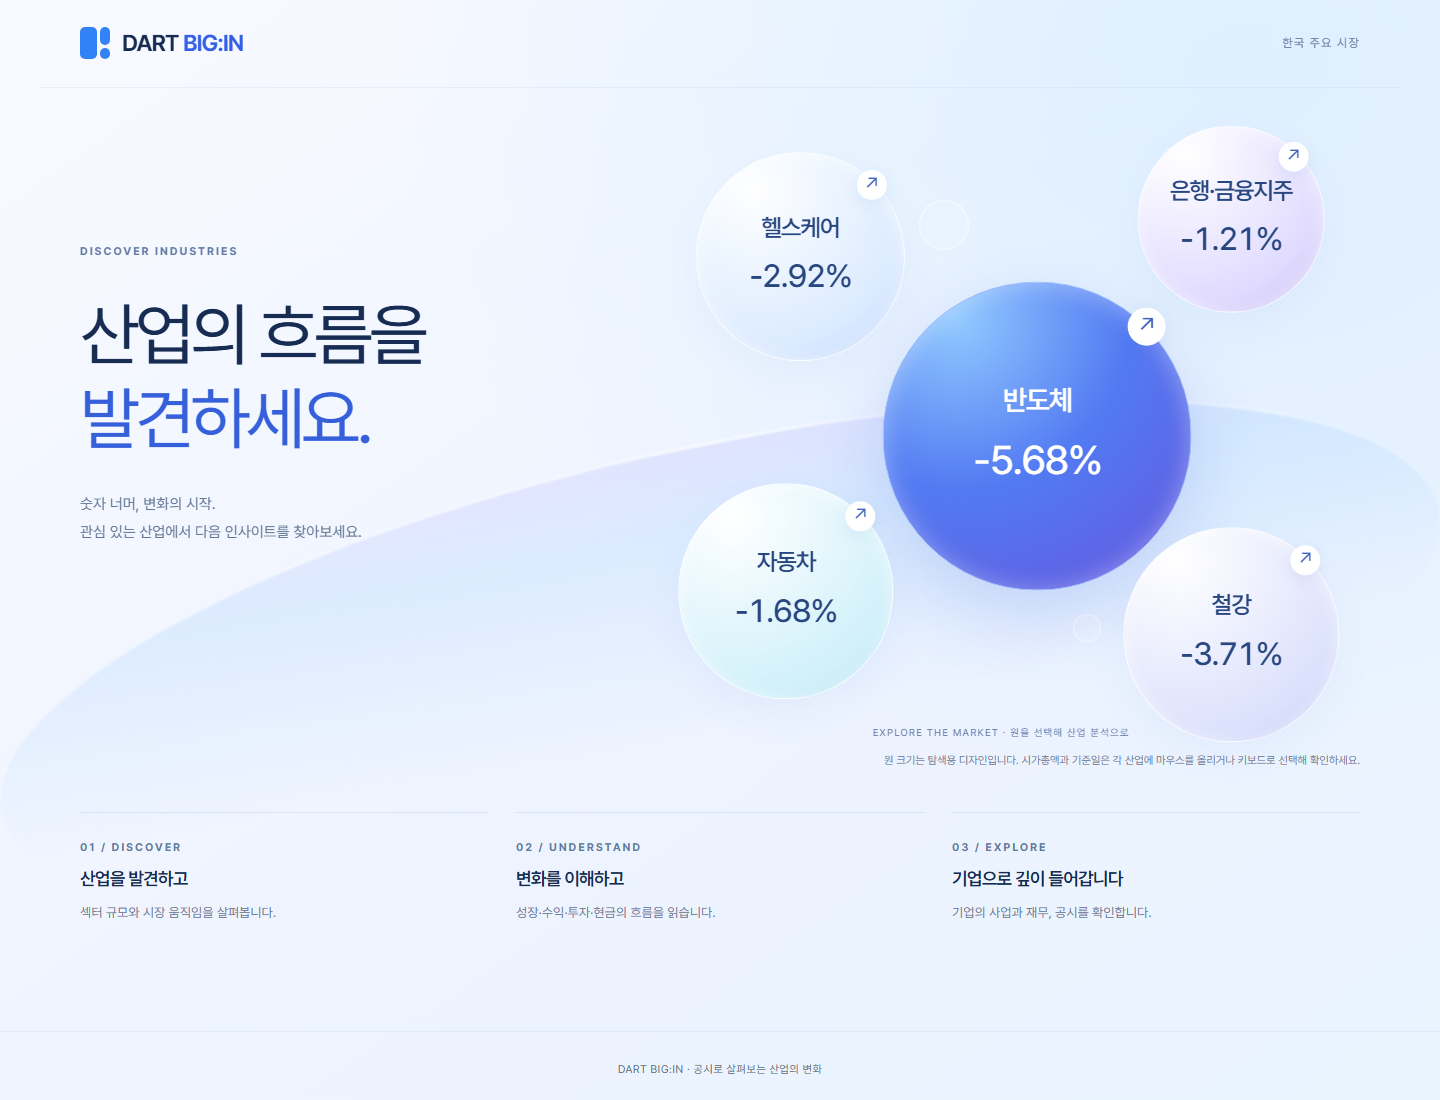 DART BIG:IN
한국 주요 시장
DISCOVER INDUSTRIES
산업의 흐름을
발견하세요.
숫자 너머, 변화의 시작.
관심 있는 산업에서 다음 인사이트를 찾아보세요.
헬스케어
-2.92%
은행·금융지주
-1.21%
반도체
-5.68%
자동차
-1.68%
철강
-3.71%
EXPLORE THE MARKET · 원을 선택해 산업 분석으로
원 크기는 탐색용 디자인입니다. 시가총액과 기준일은 각 산업에 마우스를 올리거나 키보드로 선택해 확인하세요.
01 / DISCOVER
산업을 발견하고
섹터 규모와 시장 움직임을 살펴봅니다.
02 / UNDERSTAND
변화를 이해하고
성장·수익·투자·현금의 흐름을 읽습니다.
03 / EXPLORE
기업으로 깊이 들어갑니다
기업의 사업과 재무, 공시를 확인합니다.
DART BIG:IN · 공시로 살펴보는 산업의 변화